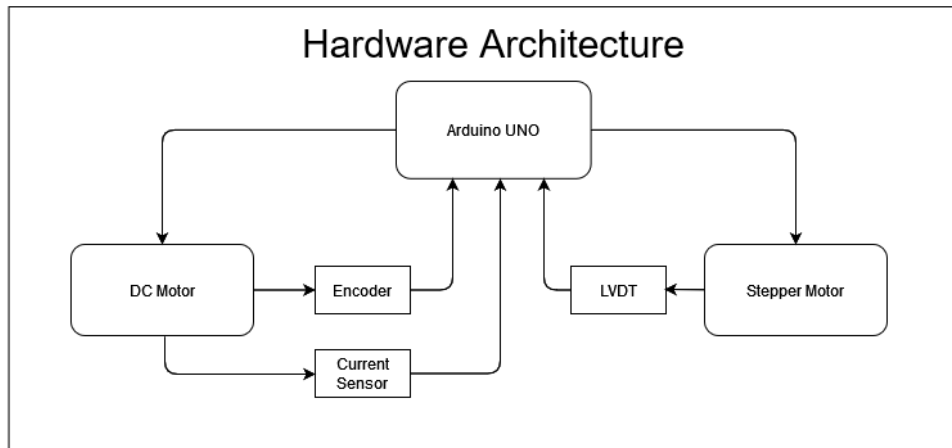 Hardware Architecture
Arduino UNO
DC Motor
Encoder
LVDT
Stepper Motor
Current
Sensor